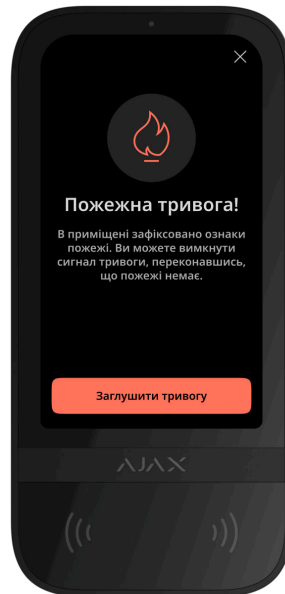 Пожежна тривога!
В приміщені зафіксовано ознаки
пожежі. Ви можете вимкнути
сигнал тривоги, переконавшись,
що пожежі немає.
Заглушити тривогу
AJAX